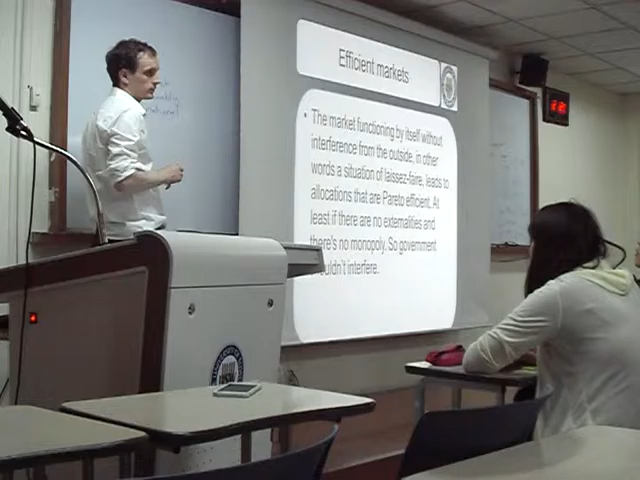 Efficient markets
• The market functioning by itself without
interference from the outside, in other
words a situation of laissez-faire, leads to
allocations that are Pareto efficient. At
least if there are no externalities and
there's no monopoly. So government
interfere.